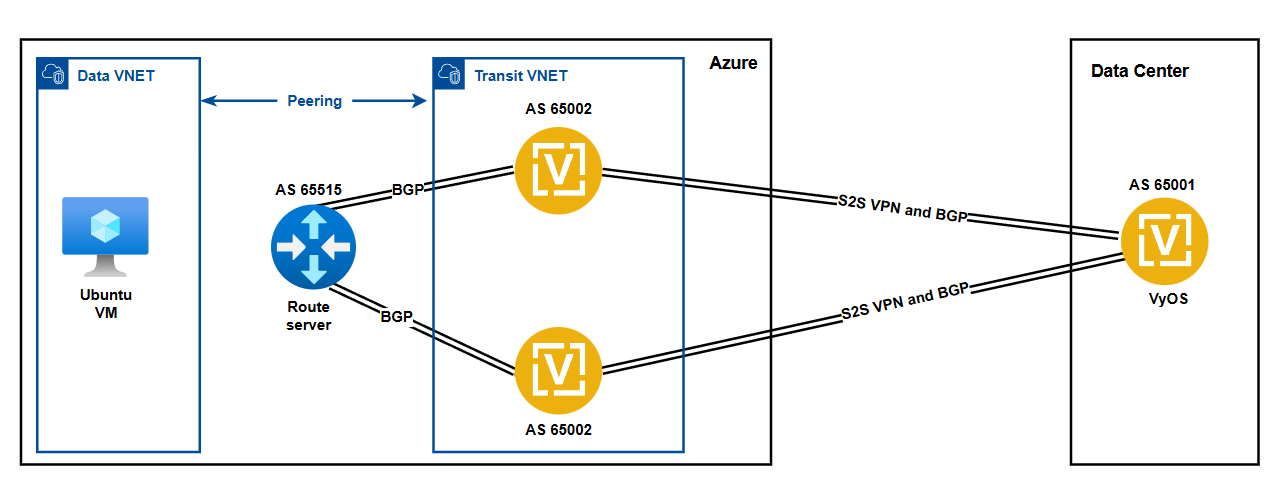 Azure
Data VNET
Peering
Transit VNET
Data Center
AS 65002
V
AS 65515
BGP
S2S VPN and BGP
AS 65001
V
VyOS
Ubuntu
VM
Route
server
BGP
S2S VPN and BGP
V
AS 65002